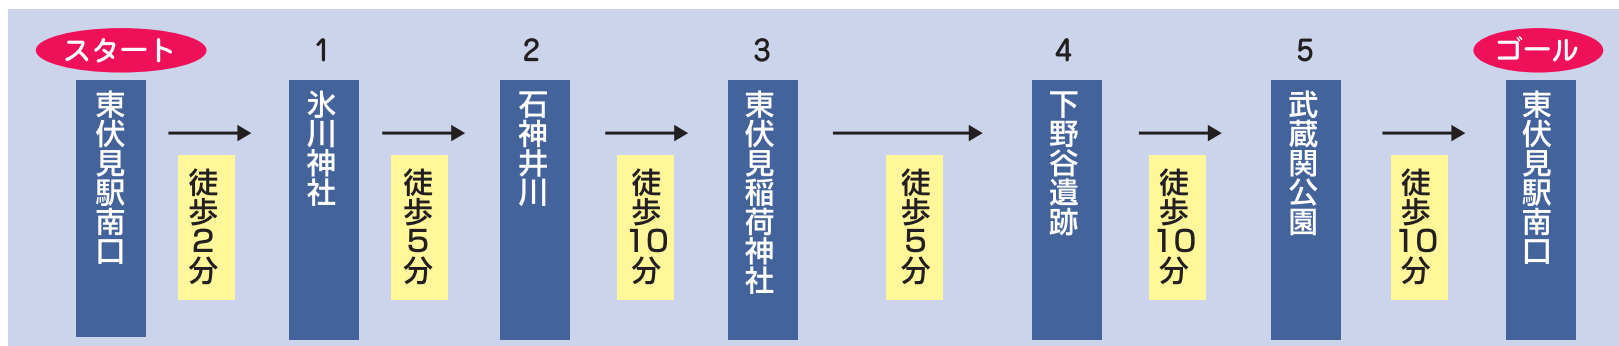 スタート
東伏見駅南口
徒歩2分
1
氷川神社
徒歩5分
2
石神井川
徒歩10分
3
東伏見稲荷神社
徒歩5分
4
下野谷遺跡
徒歩10分
5
武蔵関公園
徒歩10分
ゴール
東伏見駅南口